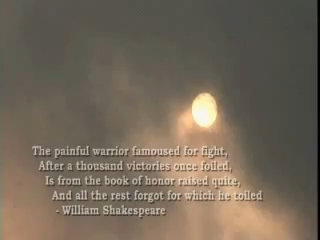 The painful warrior famoused for fight,
After a thousand victories once foiled,
Is from the book of honor raised quite,
And all the rest forgot for which he toiled
- William Shakespeare